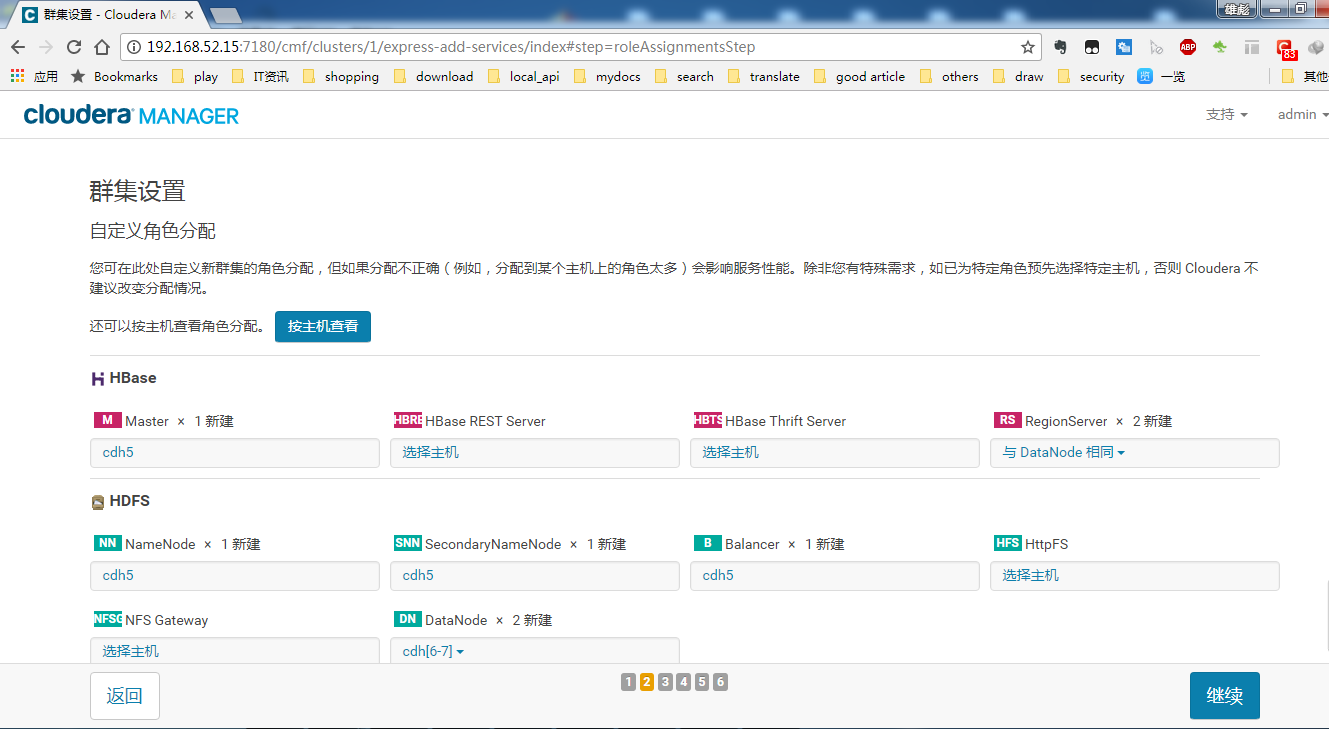 群集设置 - Cloudera Ma
雄彪
192.168.52.15:7180/cmf/clusters/1/express-add-services/index#step=roleAssignmentsStep
ABP
83
应用 Bookmarks play IT资讯 shopping download local_api mydocs search translate good article others draw security 览 一览 其他
cloudera MANAGER
支持 admin
群集设置
自定义角色分配
您可在此处自定义新群集的角色分配，但如果分配不正确（例如，分配到某个主机上的角色太多）会影响服务性能。除非您有特殊需求，如已为特定角色预先选择特定主机，否则 Cloudera 不
建议改变分配情况。
还可以按主机查看角色分配。 按主机查看
HBase
M Master × 1 新建 HBRE HBase REST Server HBTS HBase Thrift Server RS RegionServer × 2 新建
cdh5 选择主机 选择主机 与 DataNode 相同
HDFS
NN NameNode × 1 新建 SNN SecondaryNameNode × 1 新建 B Balancer × 1 新建 HFS HttpFS
cdh5 cdh5 cdh5 选择主机
NFSG NFS Gateway DN DataNode × 2 新建
选择主机 cdh[6-7]
返回 1 2 3 4 5 6 继续